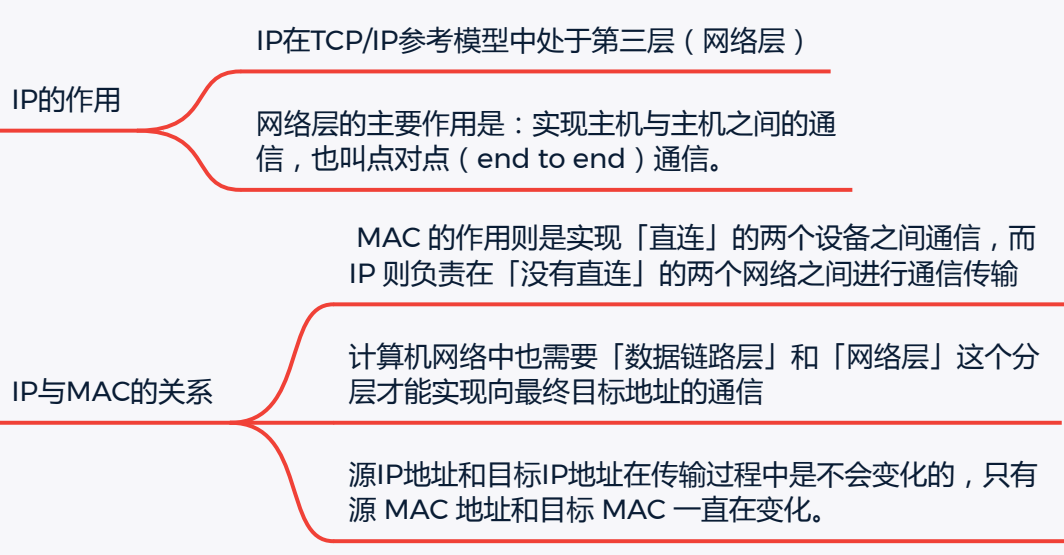 IP的作用
IP在TCP/IP参考模型中处于第三层（网络层）
网络层的主要作用是：实现主机与主机之间的通
信，也叫点对点（end to end）通信。
IP与MAC的关系
MAC 的作用则是实现「直连」的两个设备之间通信，而
IP 则负责在「没有直连」的两个网络之间进行通信传输
计算机网络中也需要「数据链路层」和「网络层」这个分
层才能实现向最终目标地址的通信
源IP地址和目标IP地址在传输过程中是不会变化的，只有
源 MAC 地址和目标 MAC 一直在变化。